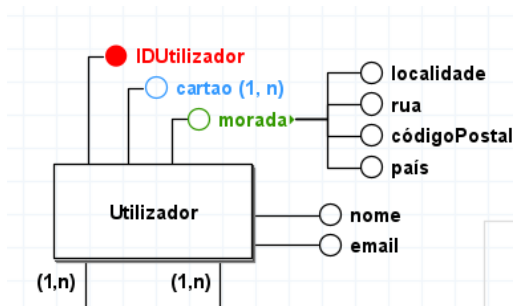 IDUtilizador
cartao (1, n)
morada
localidade
rua
códigoPostal
país
Utilizador
nome
email
(1,n)
(1,n)